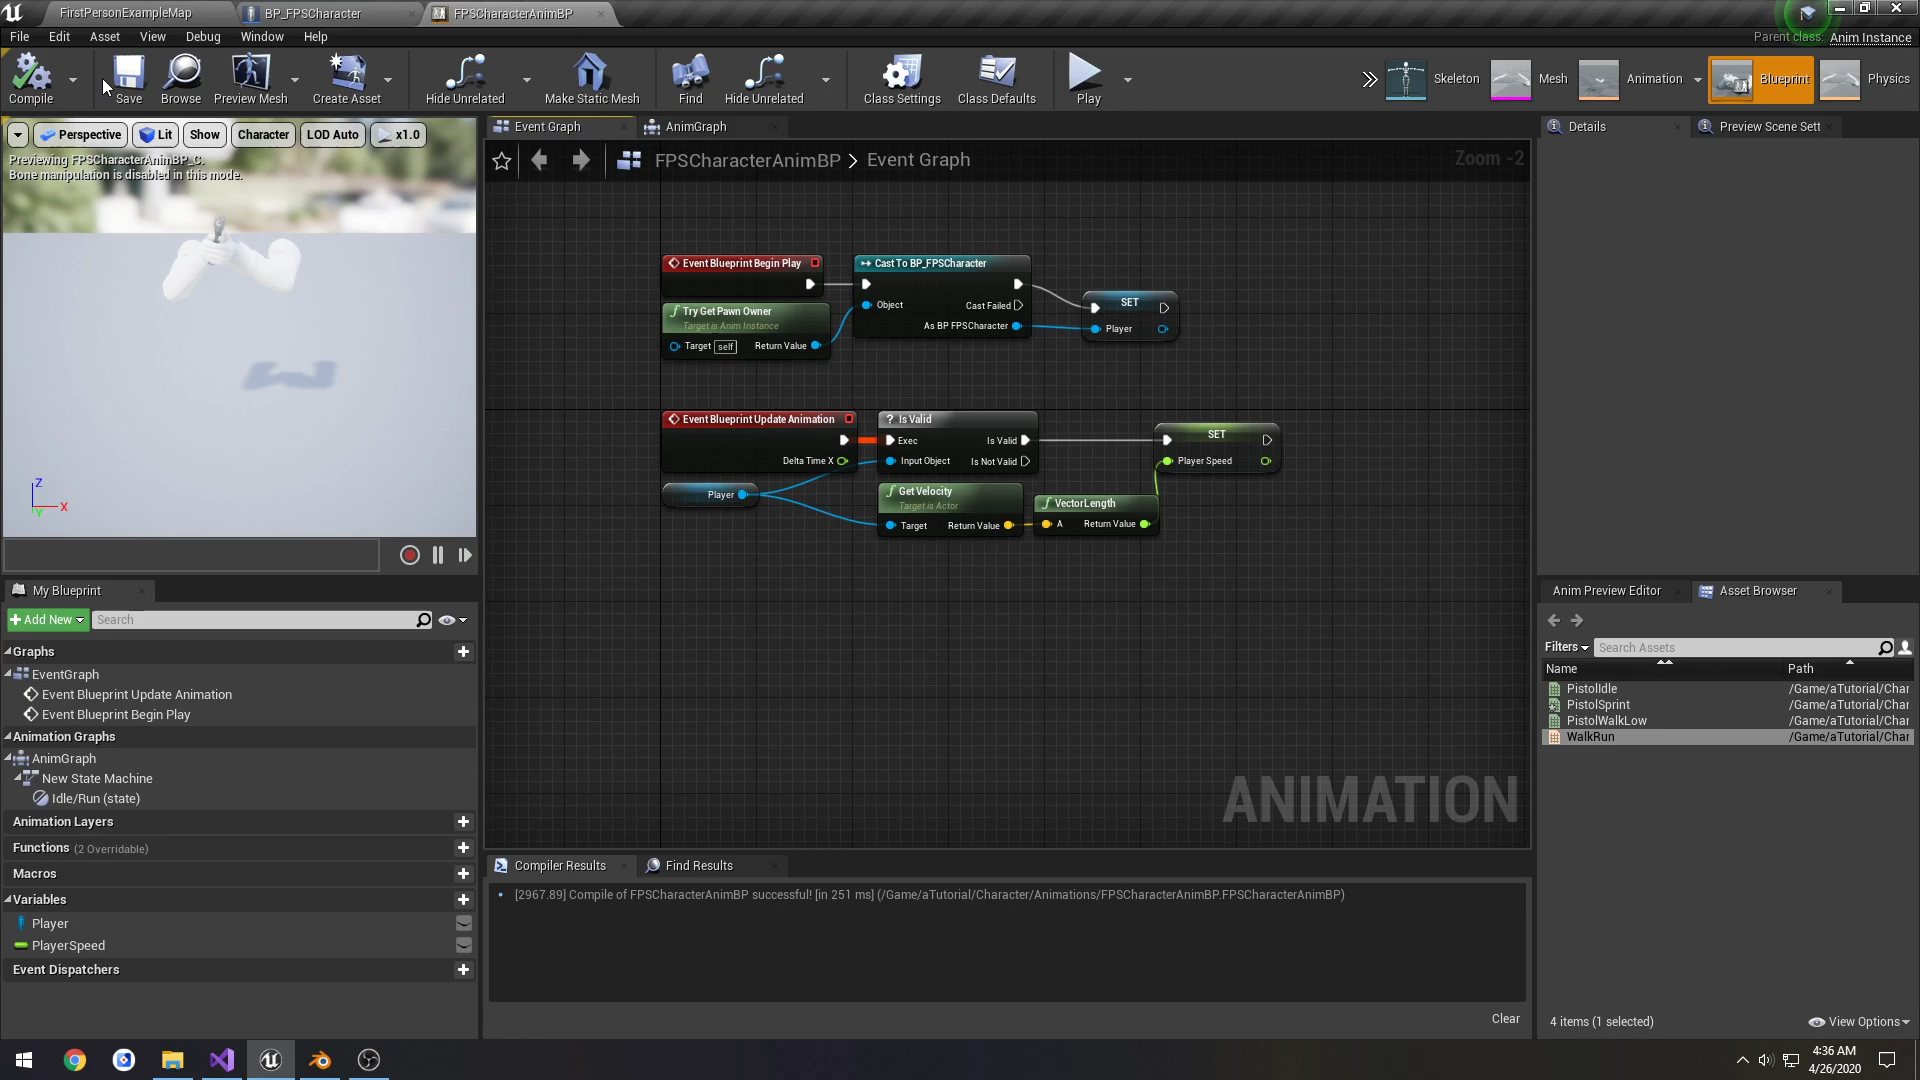 FirstPersonExampleMap
BP_FPSCharacter
FPSCharacterAnimBP
File Edit Asset View Debug Window Help
Parent class: Anim Instance
Compile
Save
Browse
Preview Mesh
Create Asset
Hide Unrelated
Make Static Mesh
Find
Hide Unrelated
Class Settings
Class Defaults
Play
Skeleton
Mesh
Animation
Blueprint
Physics
Perspective Lit Show Character LOD Auto x1.0
Previewing FPSCharacterAnimBP_C.
Bone manipulation is disabled in this mode.
Z
X
Y
Event Graph
AnimGraph
FPSCharacterAnimBP > Event Graph
Zoom -2
Event Blueprint Begin Play
Try Get Pawn Owner
Target is Anim Instance
Target self Return Value
Cast To BP_FPSCharacter
Object Cast Failed
As BP FPSCharacter
SET
Player
Event Blueprint Update Animation
Delta Time X
Player
? Is Valid
Exec Is Valid
Input Object Is Not Valid
Get Velocity
Target is Actor
Target Return Value
VectorLength
A Return Value
SET
Player Speed
ANIMATION
My Blueprint
Add New
Search
Graphs
EventGraph
Event Blueprint Update Animation
Event Blueprint Begin Play
Animation Graphs
AnimGraph
New State Machine
Idle/Run (state)
Animation Layers
Functions (2 Overridable)
Macros
Variables
Player
PlayerSpeed
Event Dispatchers
Compiler Results
Find Results
[2967.89] Compile of FPSCharacterAnimBP successful! [in 251 ms] (/Game/aTutorial/Character/Animations/FPSCharacterAnimBP.FPSCharacterAnimBP)
Clear
Details
Preview Scene Sett
Anim Preview Editor
Asset Browser
Filters
Search Assets
Name Path
PistolIdle /Game/aTutorial/Char
PistolSprint /Game/aTutorial/Char
PistolWalkLow /Game/aTutorial/Char
WalkRun /Game/aTutorial/Char
4 items (1 selected)
View Options
4:36 AM
4/26/2020